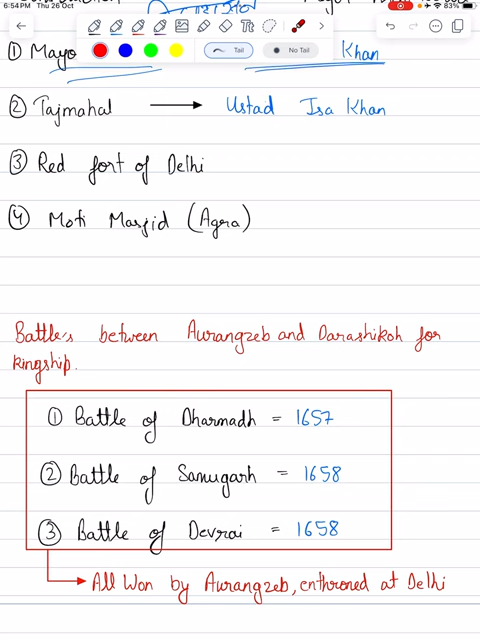 6:54 PM Thu 26 Oct
83%
Tail
No Tail
① Mayo Khan
② Tajmahal → Ustad Isa Khan
③ Red fort of Delhi
④ Moti Masjid (Agra)
Battle's between Aurangzeb and Darashikoh for
kingship.
① Battle of Dharmadh = 1657
② Battle of Samugarh = 1658
③ Battle of Devrai = 1658
→ All Won by Aurangzeb, enthroned at Delhi